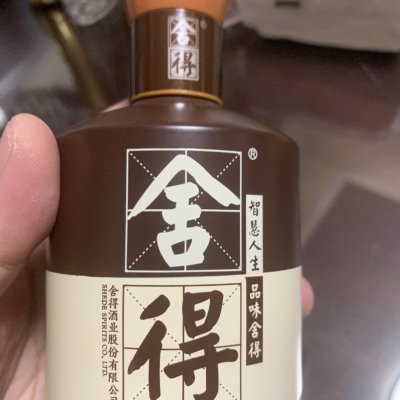 舍得
舍
®
得
智慧人生
品味舍得
舍得酒业股份有限公司
SHEDE SPIRITS CO., LTD.